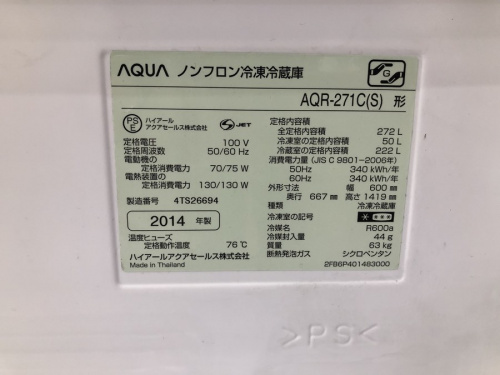 AQUA ノンフロン冷凍冷蔵庫
G
AQR-271C(S) 形
PS
E
ハイアール
アクアセールス株式会社
JET
定格電圧 100 V
定格周波数 50/60 Hz
電動機の
定格消費電力 70/75 W
電熱装置の
定格消費電力 130/130 W
製造番号 4TS26694
2014 年製
温度ヒューズ
定格動作温度 76℃
ハイアールアクアセールス株式会社
Made in Thailand
定格内容積
全定格内容積 272 L
冷凍室の定格内容積 50 L
冷蔵室の定格内容積 222 L
消費電力量 (JIS C 9801-2006年)
50Hz 340 kWh/年
60Hz 340 kWh/年
外形寸法 幅 600 mm
奥行 667 mm 高さ 1419 mm
種類 冷凍冷蔵庫
冷凍室の記号 * ***
冷媒名 R600a
冷媒封入量 44 g
質量 63 kg
断熱発泡ガス シクロペンタン
2FB6P401483000
>PS<